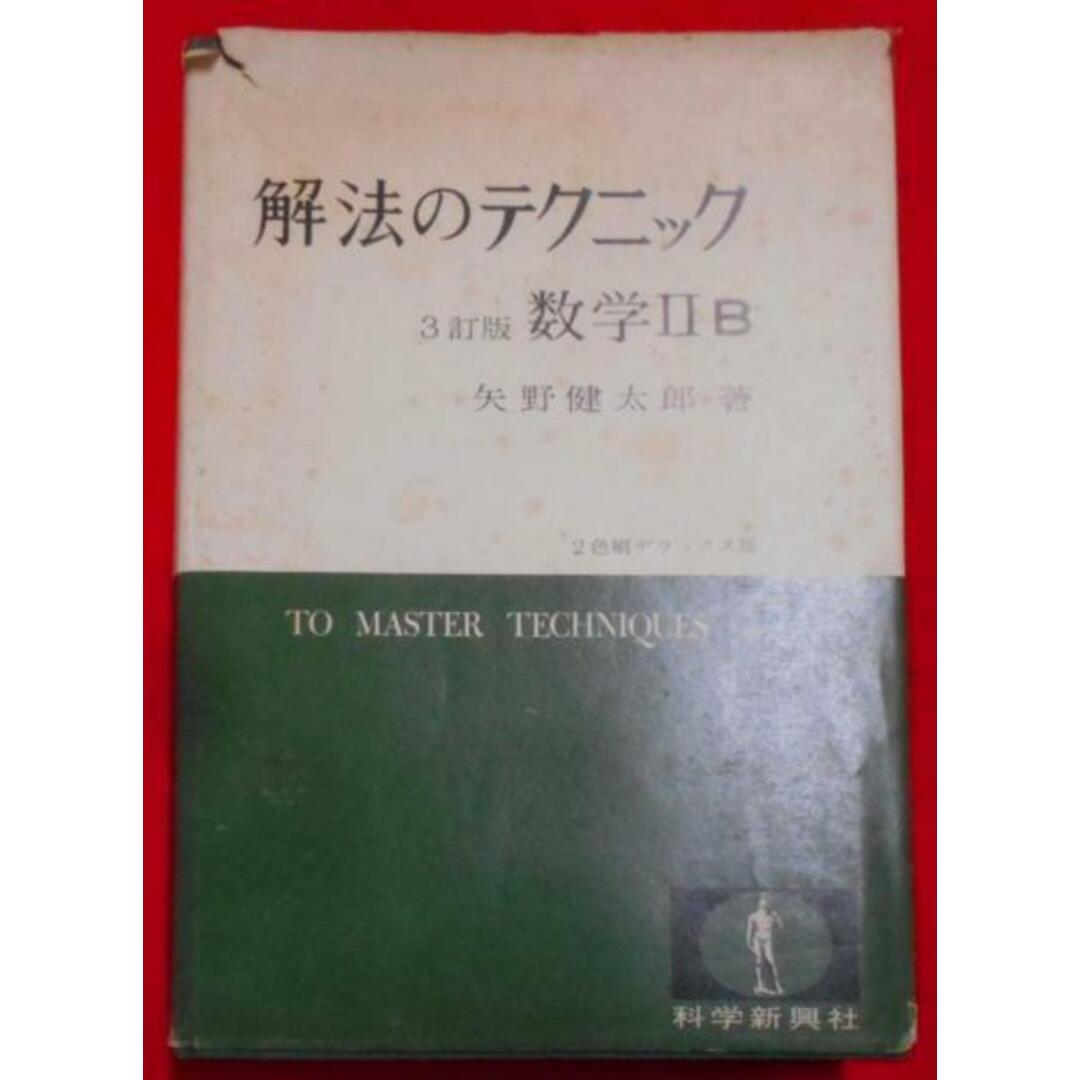 解法のテクニック
3訂版 数学ⅡB
矢野健太郎 著
2色刷デラックス版
TO MASTER TECHNIQUES
科学新興社